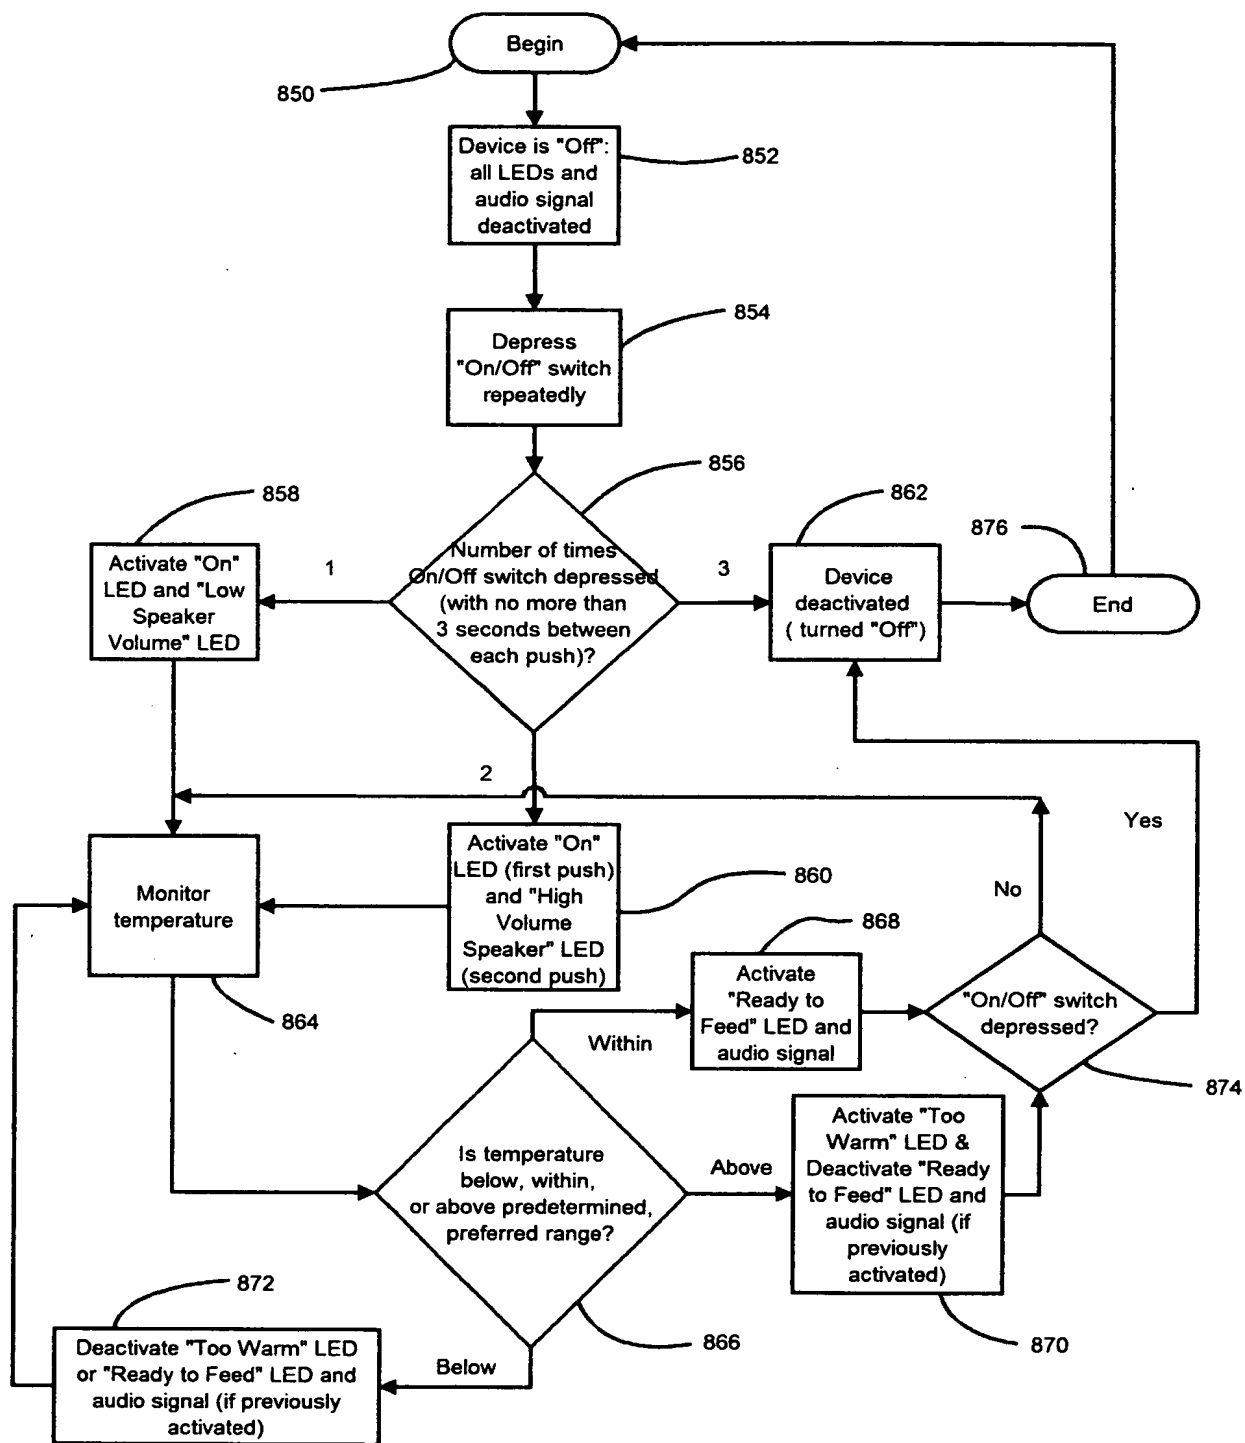 Begin
850
Device is "Off":
all LEDs and
audio signal
deactivated
852
Depress
"On/Off" switch
repeatedly
854
856
Number of times
On/Off switch depressed
(with no more than
3 seconds between
each push)?
858
Activate "On"
LED and "Low
Speaker
Volume" LED
1
3
862
Device
deactivated
( turned "Off")
876
End
2
Yes
Monitor
temperature
864
Activate "On"
LED (first push)
and "High
Volume
Speaker" LED
(second push)
860
No
868
Activate
"Ready to
Feed" LED and
audio signal
Within
"On/Off" switch
depressed?
874
Is temperature
below, within,
or above predetermined,
preferred range?
Above
Activate "Too
Warm" LED &
Deactivate "Ready
to Feed" LED and
audio signal (if
previously
activated)
870
866
872
Deactivate "Too Warm" LED
or "Ready to Feed" LED and
audio signal (if previously
activated)
Below